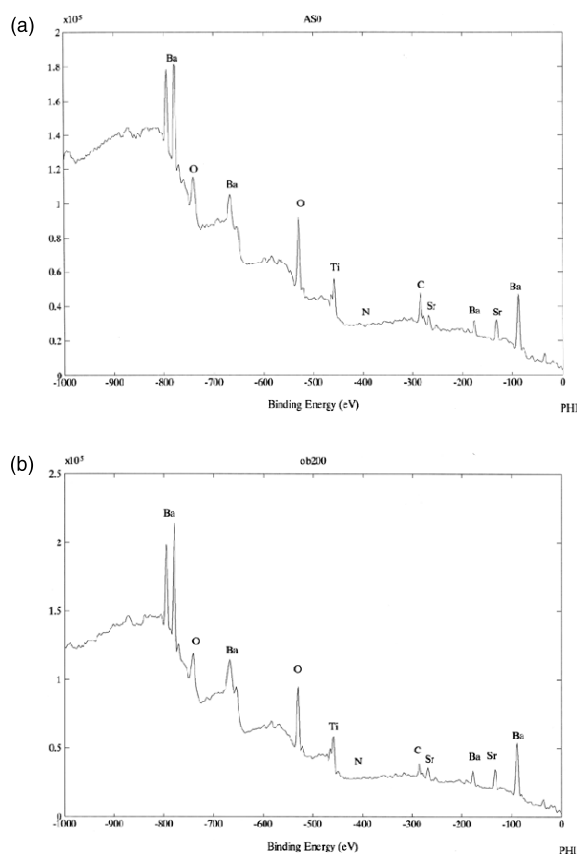 (a)
AS0
x10⁵
2
1.8
1.6
1.4
1.2
1
0.8
0.6
0.4
0.2
0
Ba
O
Ba
O
Ti
N
C
Sr
Ba
Sr
Ba
-1000 -900 -800 -700 -600 -500 -400 -300 -200 -100 0
Binding Energy (eV)
PHI
(b)
ob200
x10⁵
2.5
2
1.5
1
0.5
0
Ba
O
Ba
O
Ti
N
C
Sr
Ba
Sr
Ba
-1000 -900 -800 -700 -600 -500 -400 -300 -200 -100 0
Binding Energy (eV)
PHI